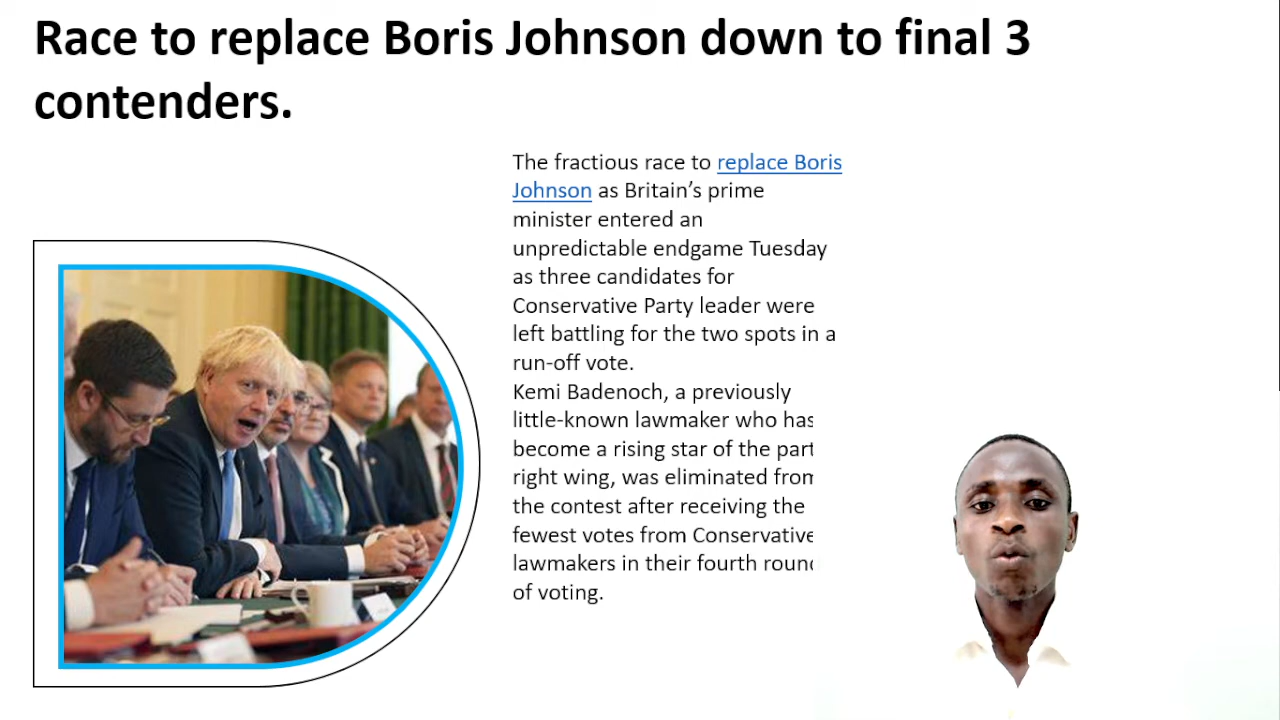 Race to replace Boris Johnson down to final 3
contenders.
The fractious race to replace Boris
Johnson as Britain’s prime
minister entered an
unpredictable endgame Tuesday
as three candidates for
Conservative Party leader were
left battling for the two spots in a
run-off vote.
Kemi Badenoch, a previously
little-known lawmaker who has
become a rising star of the part
right wing, was eliminated from
the contest after receiving the
fewest votes from Conservative
lawmakers in their fourth round
of voting.